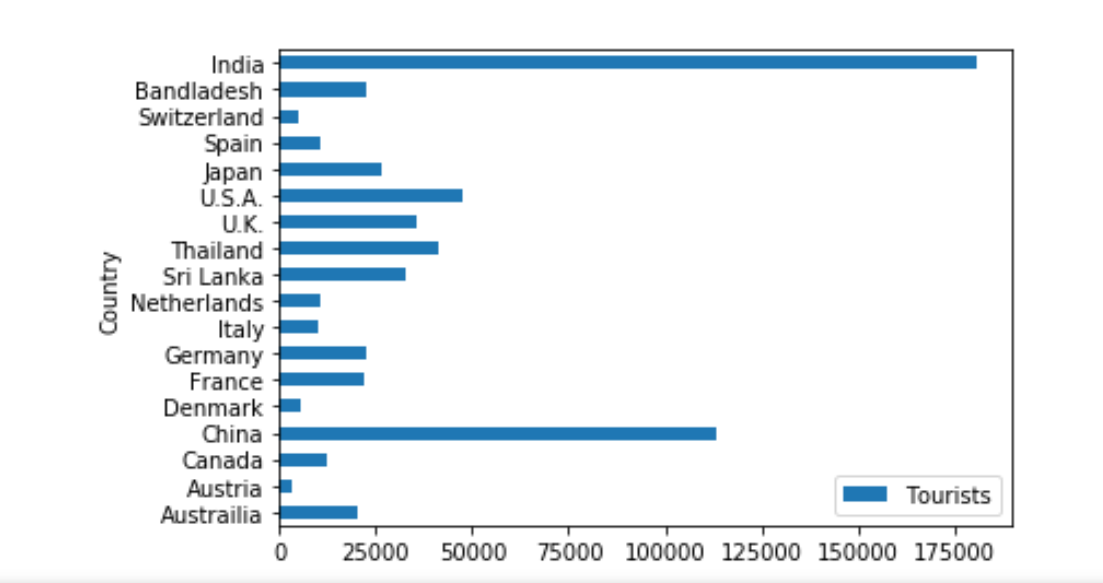 India
Bandladesh
Switzerland
Spain
Japan
U.S.A.
U.K.
Thailand
Sri Lanka
Netherlands
Italy
Germany
France
Denmark
China
Canada
Austria
Austrailia
Country
Tourists
0 25000 50000 75000 100000 125000 150000 175000